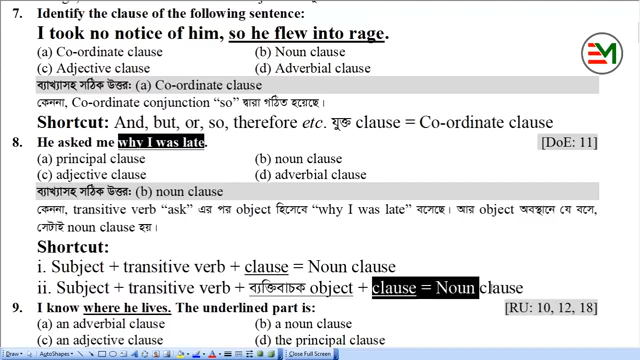 7. Identify the clause of the following sentence:
I took no notice of him, so he flew into rage.
(a) Co-ordinate clause (b) Noun clause
(c) Adjective clause (d) Adverbial clause
ব্যাখ্যাসহ সঠিক উত্তর: (a) Co-ordinate clause
কেননা, Co-ordinate conjunction “so” দ্বারা গঠিত হয়েছে।
Shortcut: And, but, or, so, therefore etc. যুক্ত clause = Co-ordinate clause
8. He asked me why I was late. [DoE: 11]
(a) principal clause (b) noun clause
(c) adjective clause (d) adverbial clause
ব্যাখ্যাসহ সঠিক উত্তর: (b) noun clause
কেননা, transitive verb “ask” এর পর object হিসেবে “why I was late” বসেছে। আর object অবস্থানে যে বসে,
সেটাই noun clause হয়।
Shortcut:
i. Subject + transitive verb + clause = Noun clause
ii. Subject + transitive verb + ব্যক্তিবাচক object + clause = Noun clause
9. I know where he lives. The underlined part is: [RU: 10, 12, 18]
(a) an adverbial clause (b) a noun clause
(c) an adjective clause (d) the principal clause
Draw AutoShapes Close Full Screen